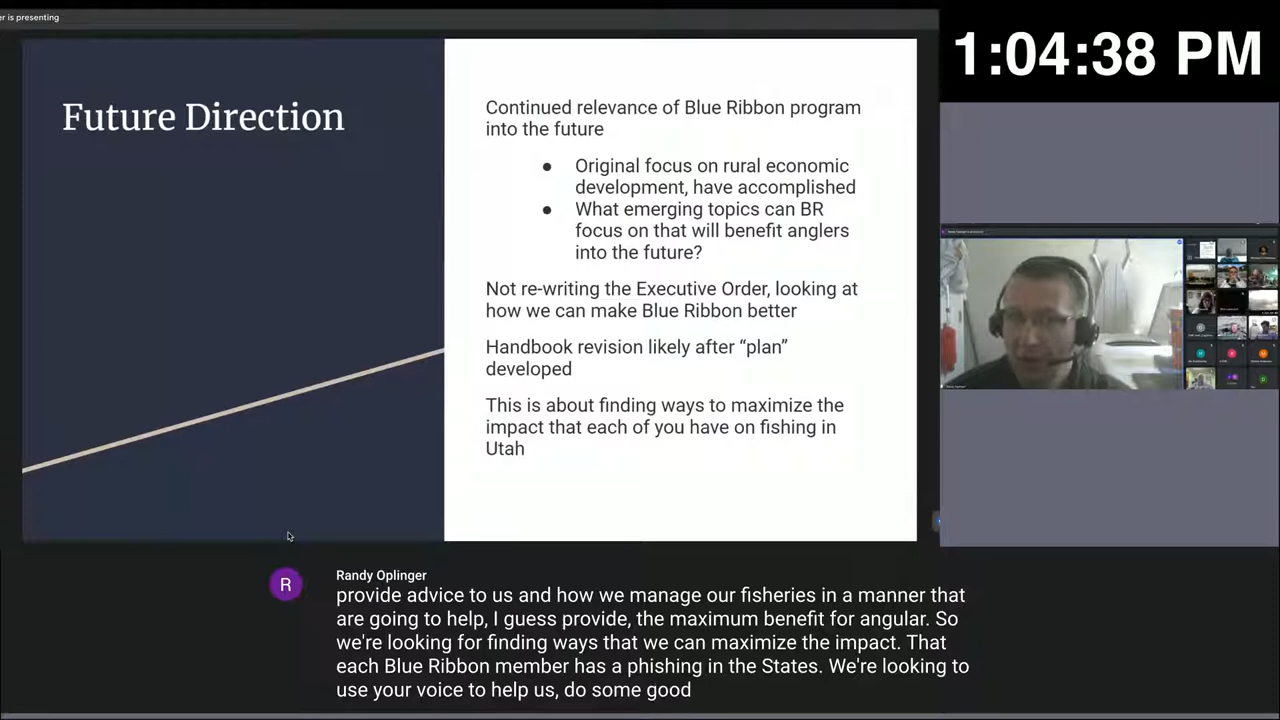 er is presenting
1:04:38 PM
Future Direction
Continued relevance of Blue Ribbon program
into the future
● Original focus on rural economic
development, have accomplished
● What emerging topics can BR
focus on that will benefit anglers
into the future?
Not re-writing the Executive Order, looking at
how we can make Blue Ribbon better
Handbook revision likely after “plan”
developed
This is about finding ways to maximize the
impact that each of you have on fishing in
Utah
R
Randy Oplinger
provide advice to us and how we manage our fisheries in a manner that
are going to help, I guess provide, the maximum benefit for angular. So
we're looking for finding ways that we can maximize the impact. That
each Blue Ribbon member has a phishing in the States. We're looking to
use your voice to help us, do some good